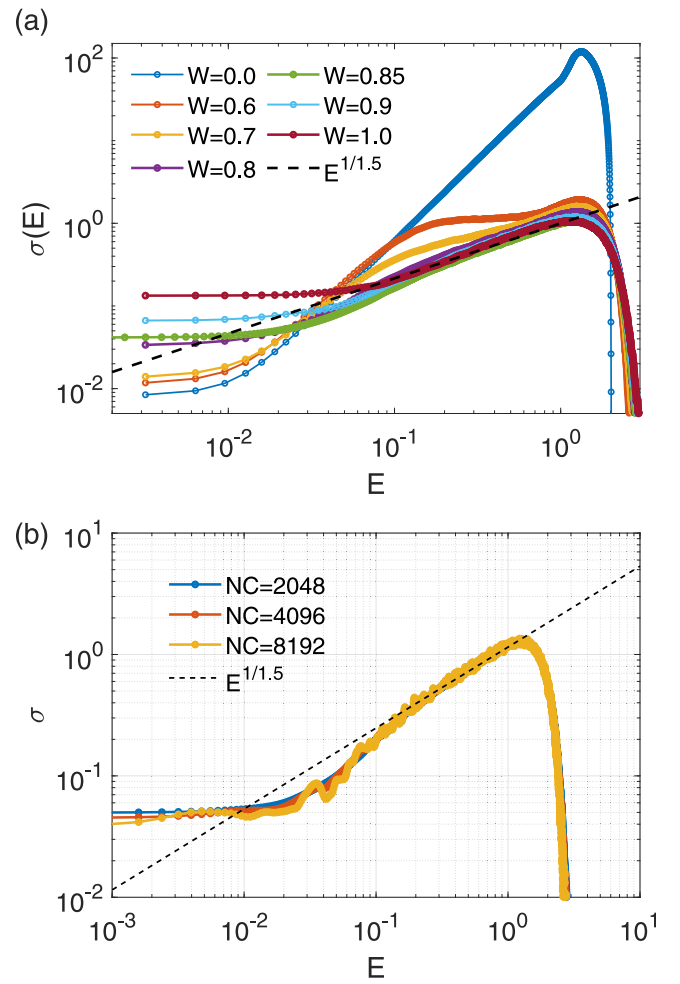 (a)
10^2
10^0
10^-2
σ(E)
W=0.0
W=0.6
W=0.7
W=0.8
W=0.85
W=0.9
W=1.0
E^1/1.5
10^-2
10^-1
10^0
E
(b)
10^1
10^0
10^-1
10^-2
σ
NC=2048
NC=4096
NC=8192
E^1/1.5
10^-3
10^-2
10^-1
10^0
10^1
E